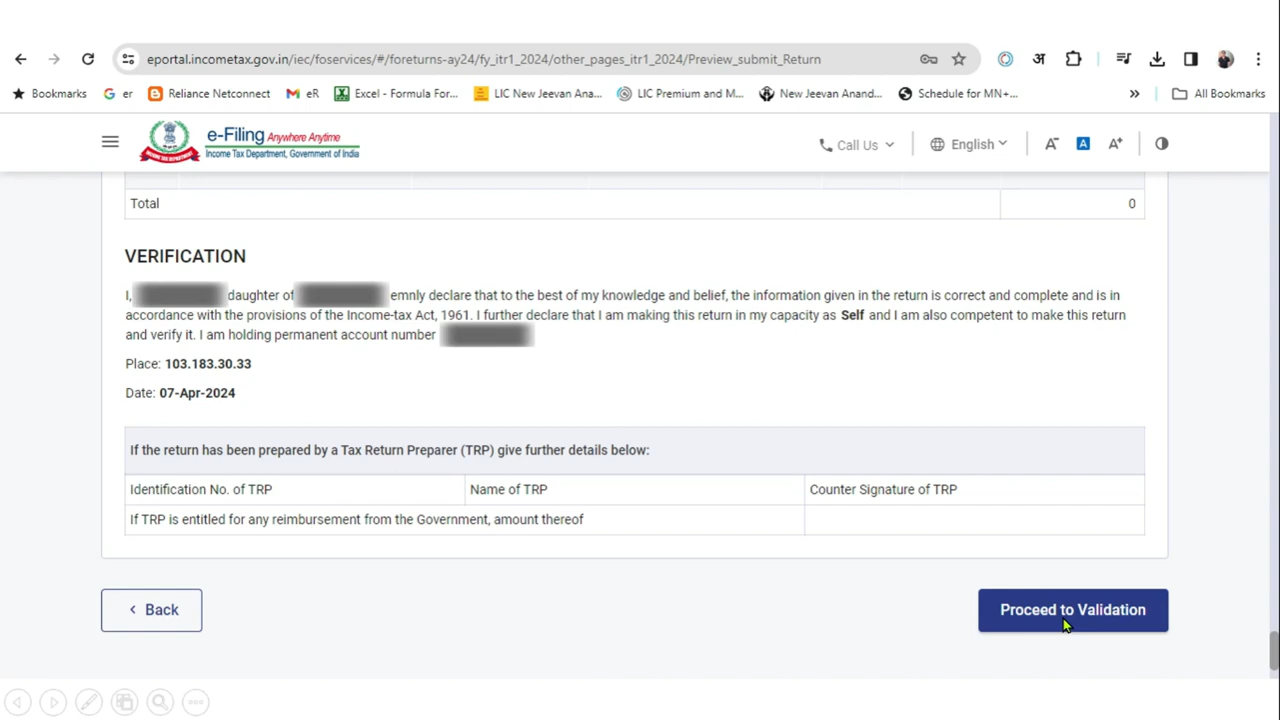 eportal.incometax.gov.in/iec/foservices/#/foreturns-ay24/fy_itr1_2024/other_pages_itr1_2024/Preview_submit_Return
अ
Bookmarks er Reliance Netconnect eR Excel - Formula For... LIC New Jeevan Ana... LIC Premium and M... New Jeevan Anand... Schedule for MN+... » All Bookmarks
e-Filing Anywhere Anytime
Income Tax Department, Government of India
Call Us English A- A A+
Total 0
VERIFICATION
I, daughter of emnly declare that to the best of my knowledge and belief, the information given in the return is correct and complete and is in
accordance with the provisions of the Income-tax Act, 1961. I further declare that I am making this return in my capacity as Self and I am also competent to make this return
and verify it. I am holding permanent account number
Place: 103.183.30.33
Date: 07-Apr-2024
If the return has been prepared by a Tax Return Preparer (TRP) give further details below:
Identification No. of TRP Name of TRP Counter Signature of TRP
If TRP is entitled for any reimbursement from the Government, amount thereof
Back Proceed to Validation